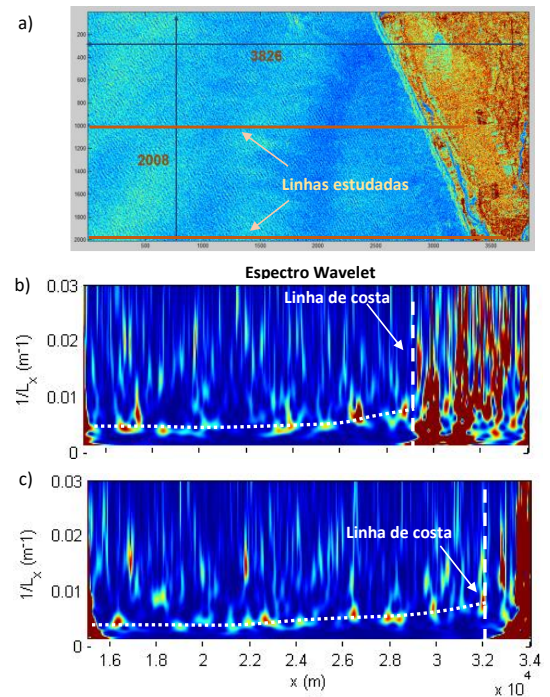 a)
0
200
400
600
800
1000
1200
1400
1600
1800
2000
3826
2008
Linhas estudadas
500
1000
1500
2000
2500
3000
3500
Espectro Wavelet
b)
Linha de costa
0.03
0.02
0.01
0
1/Lx (m-1)
c)
Linha de costa
0.03
0.02
0.01
0
1/Lx (m-1)
1.6 1.8 2 2.2 2.4 2.6 2.8 3 3.2 3.4
x (m)
x 10⁴